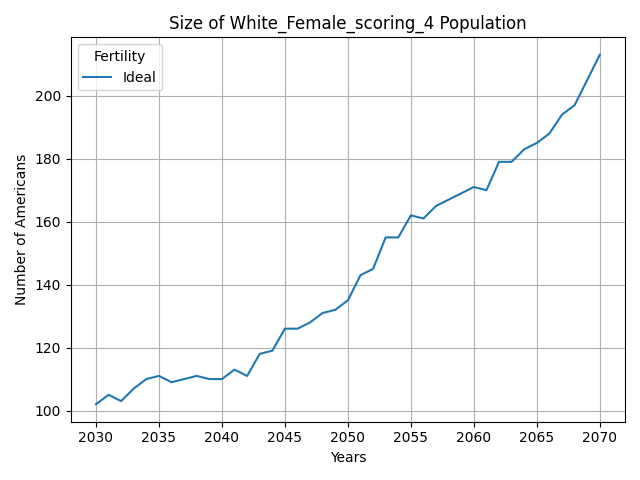 Size of White_Female_scoring_4 Population
Fertility
Ideal
Number of Americans
200
180
160
140
120
100
2030 2035 2040 2045 2050 2055 2060 2065 2070
Years